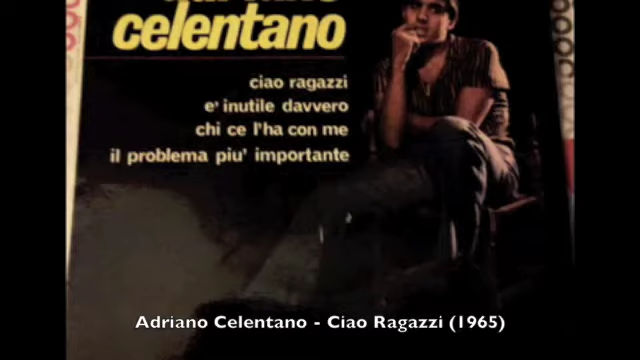 celentano
ciao ragazzi
e' inutile davvero
chi ce l'ha con me
il problema piu' importante
Adriano Celentano - Ciao Ragazzi (1965)